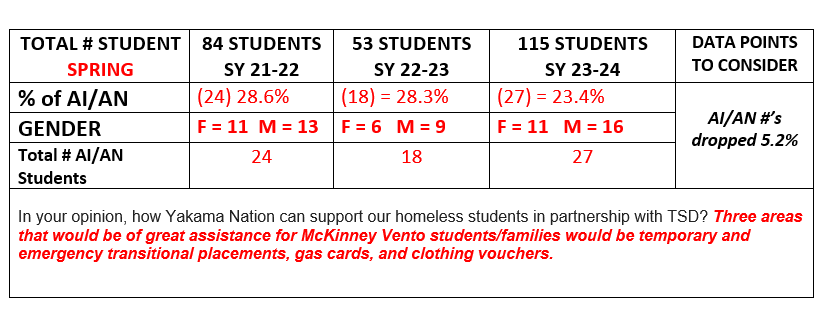 TOTAL # STUDENT 84 STUDENTS 53 STUDENTS 115 STUDENTS DATA POINTS
SPRING SY 21-22 SY 22-23 SY 23-24 TO CONSIDER
% of AI/AN (24) 28.6% (18) = 28.3% (27) = 23.4%
GENDER F = 11 M = 13 F = 6 M = 9 F = 11 M = 16
AI/AN #'s
dropped 5.2%
Total # AI/AN
Students
24 18 27
In your opinion, how Yakama Nation can support our homeless students in partnership with TSD? Three areas
that would be of great assistance for McKinney Vento students/families would be temporary and
emergency transitional placements, gas cards, and clothing vouchers.